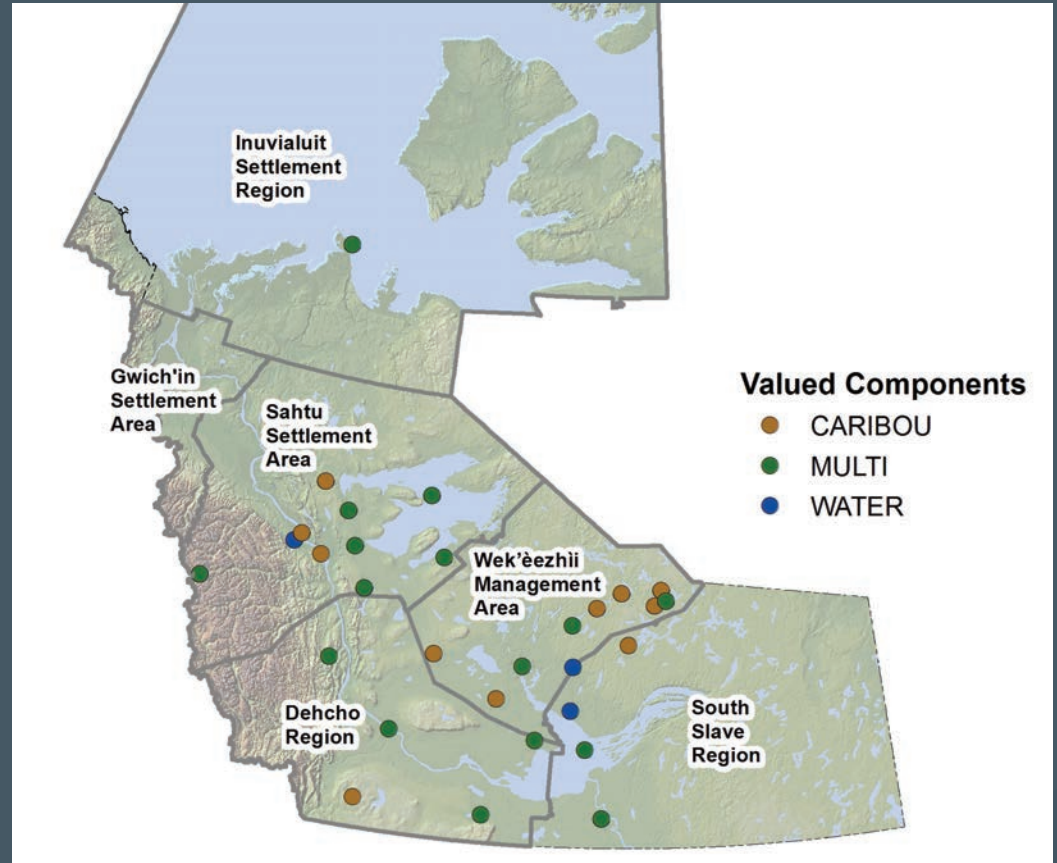 Inuvialuit
Settlement
Region
Gwich'in
Settlement
Area
Sahtu
Settlement
Area
Valued Components
CARIBOU
MULTI
WATER
Wek'èezhìi
Management
Area
Dehcho
Region
South
Slave
Region